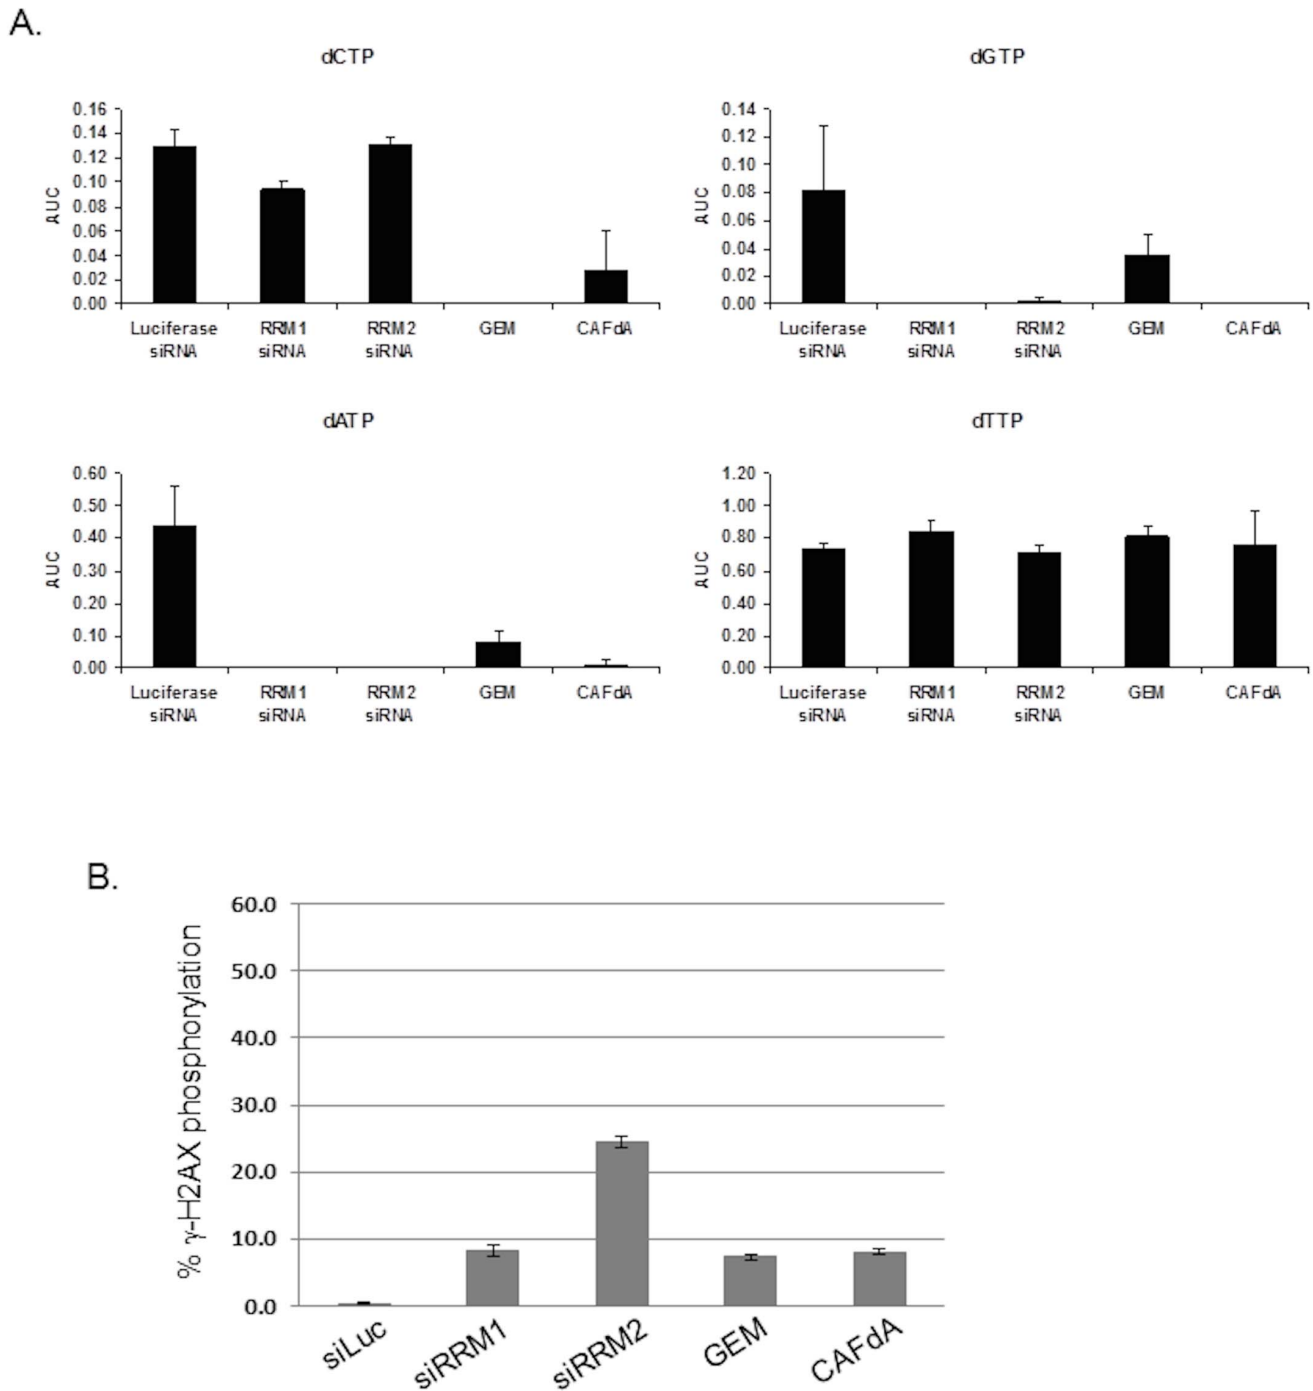 A.
dCTP
AUC
0.16
0.14
0.12
0.10
0.08
0.06
0.04
0.02
0.00
Luciferase siRNA
RRM1 siRNA
RRM2 siRNA
GEM
CAFdA
dGTP
AUC
0.14
0.12
0.10
0.08
0.06
0.04
0.02
0.00
Luciferase siRNA
RRM1 siRNA
RRM2 siRNA
GEM
CAFdA
dATP
AUC
0.60
0.50
0.40
0.30
0.20
0.10
0.00
Luciferase siRNA
RRM1 siRNA
RRM2 siRNA
GEM
CAFdA
dTTP
AUC
1.20
1.00
0.80
0.60
0.40
0.20
0.00
Luciferase siRNA
RRM1 siRNA
RRM2 siRNA
GEM
CAFdA
B.
% γ-H2AX phosphorylation
60.0
50.0
40.0
30.0
20.0
10.0
0.0
siLuc
siRRM1
siRRM2
GEM
CAFdA